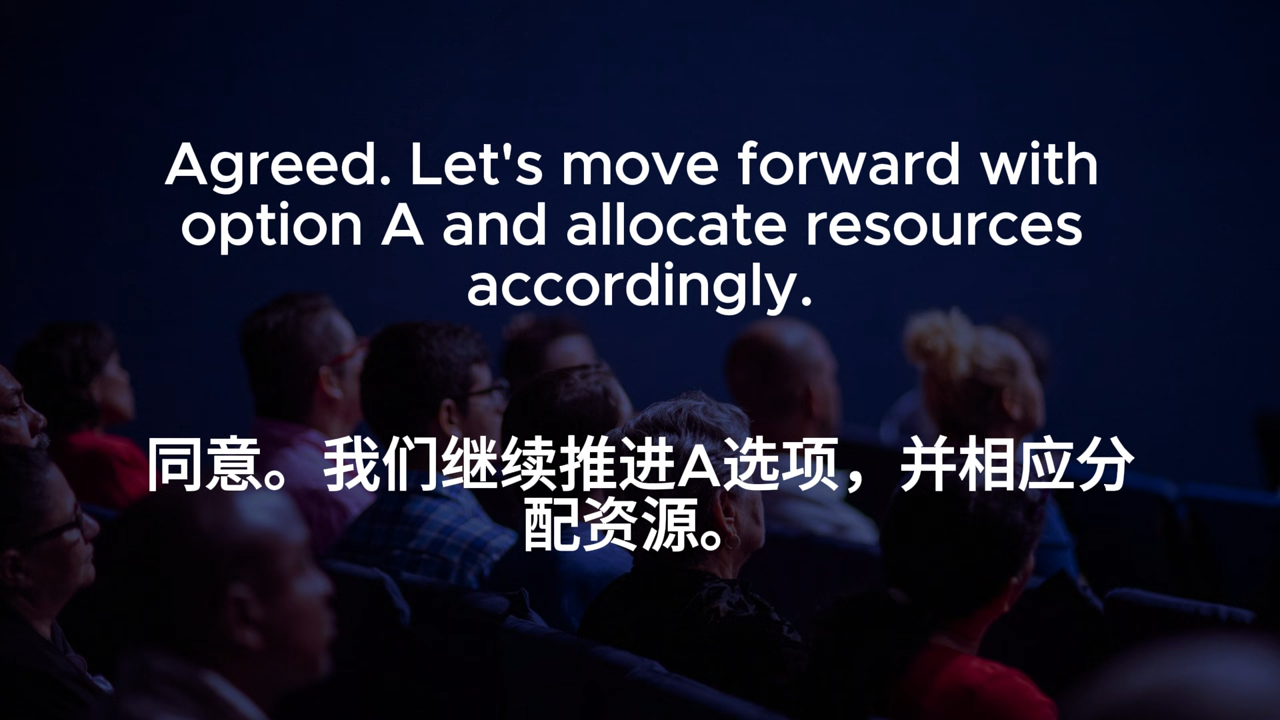 Agreed. Let's move forward with
option A and allocate resources
accordingly.
同意。我们继续推进A选项，并相应分
配资源。